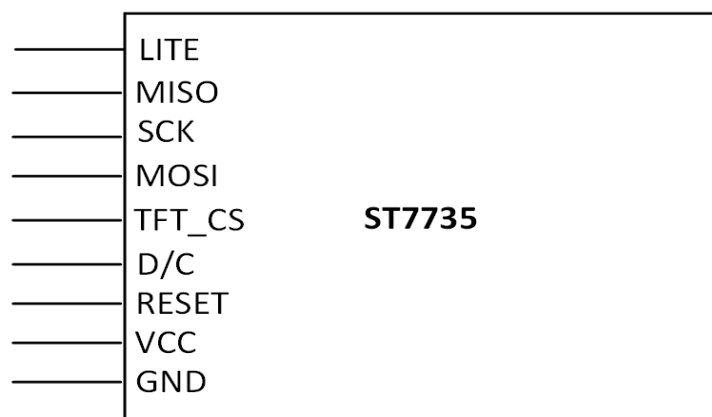 LITE
MISO
SCK
MOSI
TFT_CS
ST7735
D/C
RESET
VCC
GND